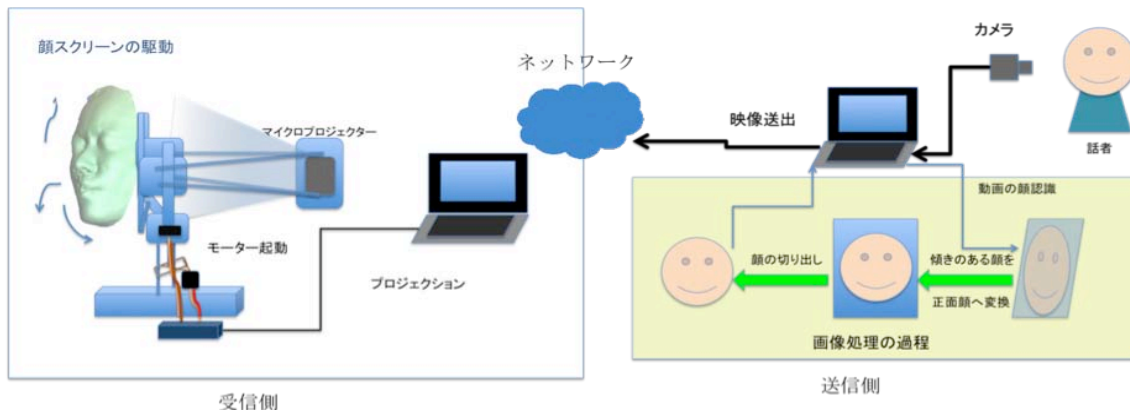 顔スクリーンの駆動
マイクロプロジェクター
モーター起動
プロジェクション
受信側
ネットワーク
映像送出
カメラ
話者
動画の顔認識
顔の切り出し
傾きのある顔を
正面顔へ変換
画像処理の過程
送信側